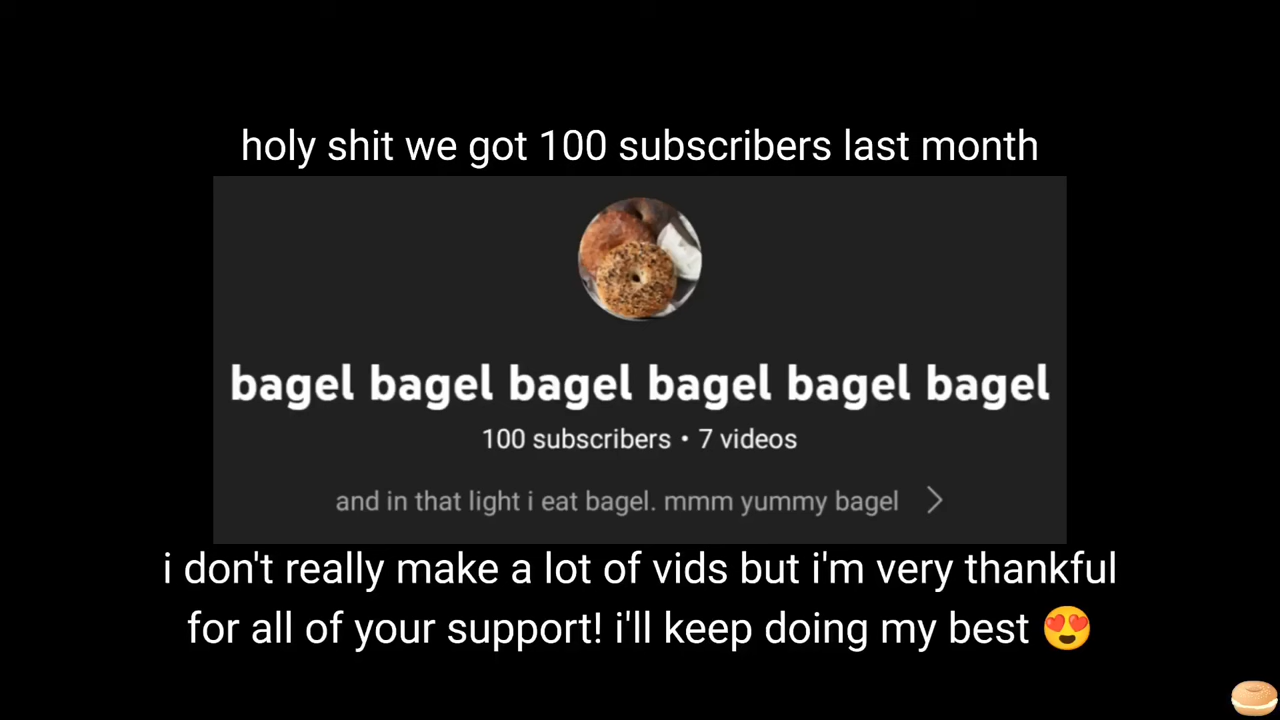 holy shit we got 100 subscribers last month
bagel bagel bagel bagel bagel bagel
100 subscribers • 7 videos
and in that light i eat bagel. mmm yummy bagel
i don't really make a lot of vids but i'm very thankful
for all of your support! i'll keep doing my best 😍